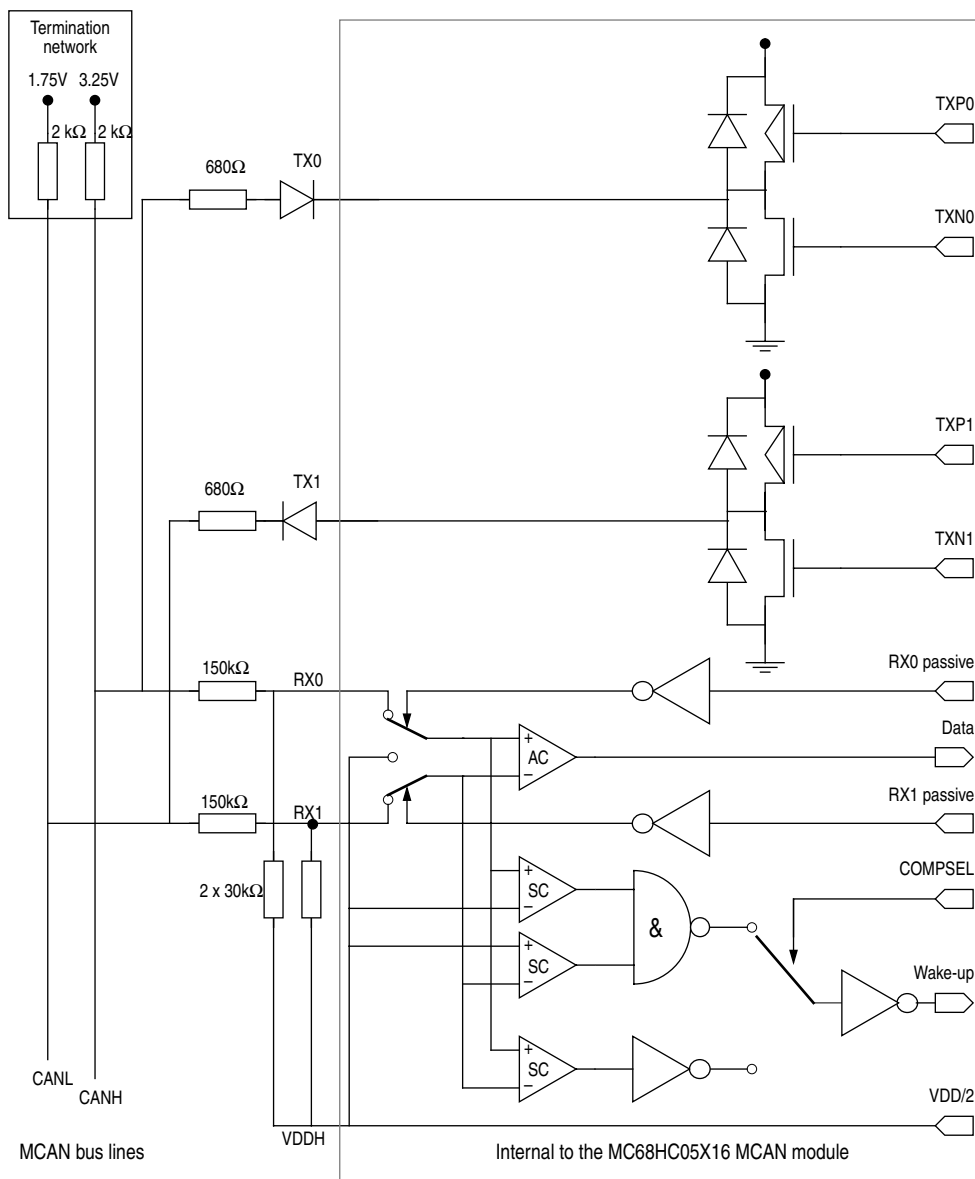 Termination
network
1.75V 3.25V
2 kΩ 2 kΩ
TXP0
680Ω
TX0
TXN0
TXP1
680Ω
TX1
TXN1
150kΩ
RX0
RX0 passive
+
AC
–
Data
150kΩ
RX1
RX1 passive
2 x 30kΩ
+
SC
–
COMPSEL
&
+
SC
–
Wake-up
+
SC
–
CANL
CANH
VDD/2
VDDH
MCAN bus lines
Internal to the MC68HC05X16 MCAN module